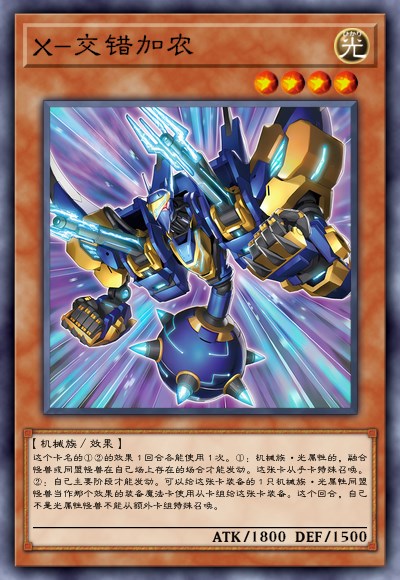 X-交错加农
光
ひかり
【机械族/效果】
这个卡名的①②的效果1回合各能使用1次。①:机械族·光属性的,融合
怪兽或同盟怪兽在自己场上存在的场合才能发动。这张卡从手卡特殊召唤。
②:自己主要阶段才能发动。可以给这张卡装备的1只机械族·光属性同盟
怪兽当作那个效果的装备魔法卡使用从卡组给这张卡装备。这个回合,自己
不是光属性怪兽不能从额外卡组特殊召唤。
ATK/1800 DEF/1500